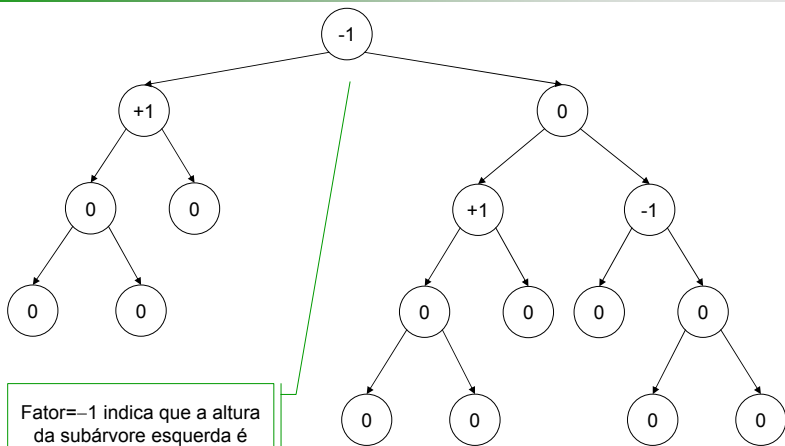 -1
+1
0
0 0
+1 -1
0 0
0 0 0 0
0 0 0 0
Fator=−1 indica que a altura
da subárvore esquerda é